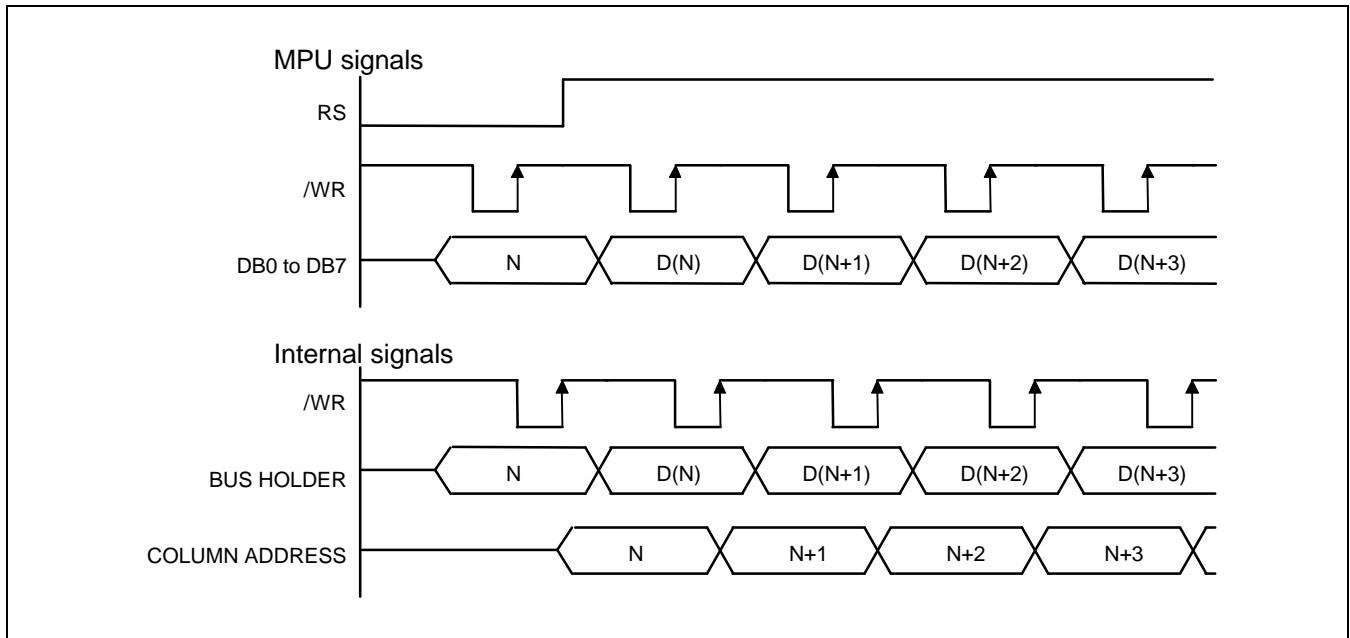 MPU signals
RS
/WR
DB0 to DB7
N
D(N)
D(N+1)
D(N+2)
D(N+3)
Internal signals
/WR
BUS HOLDER
N
D(N)
D(N+1)
D(N+2)
D(N+3)
COLUMN ADDRESS
N
N+1
N+2
N+3